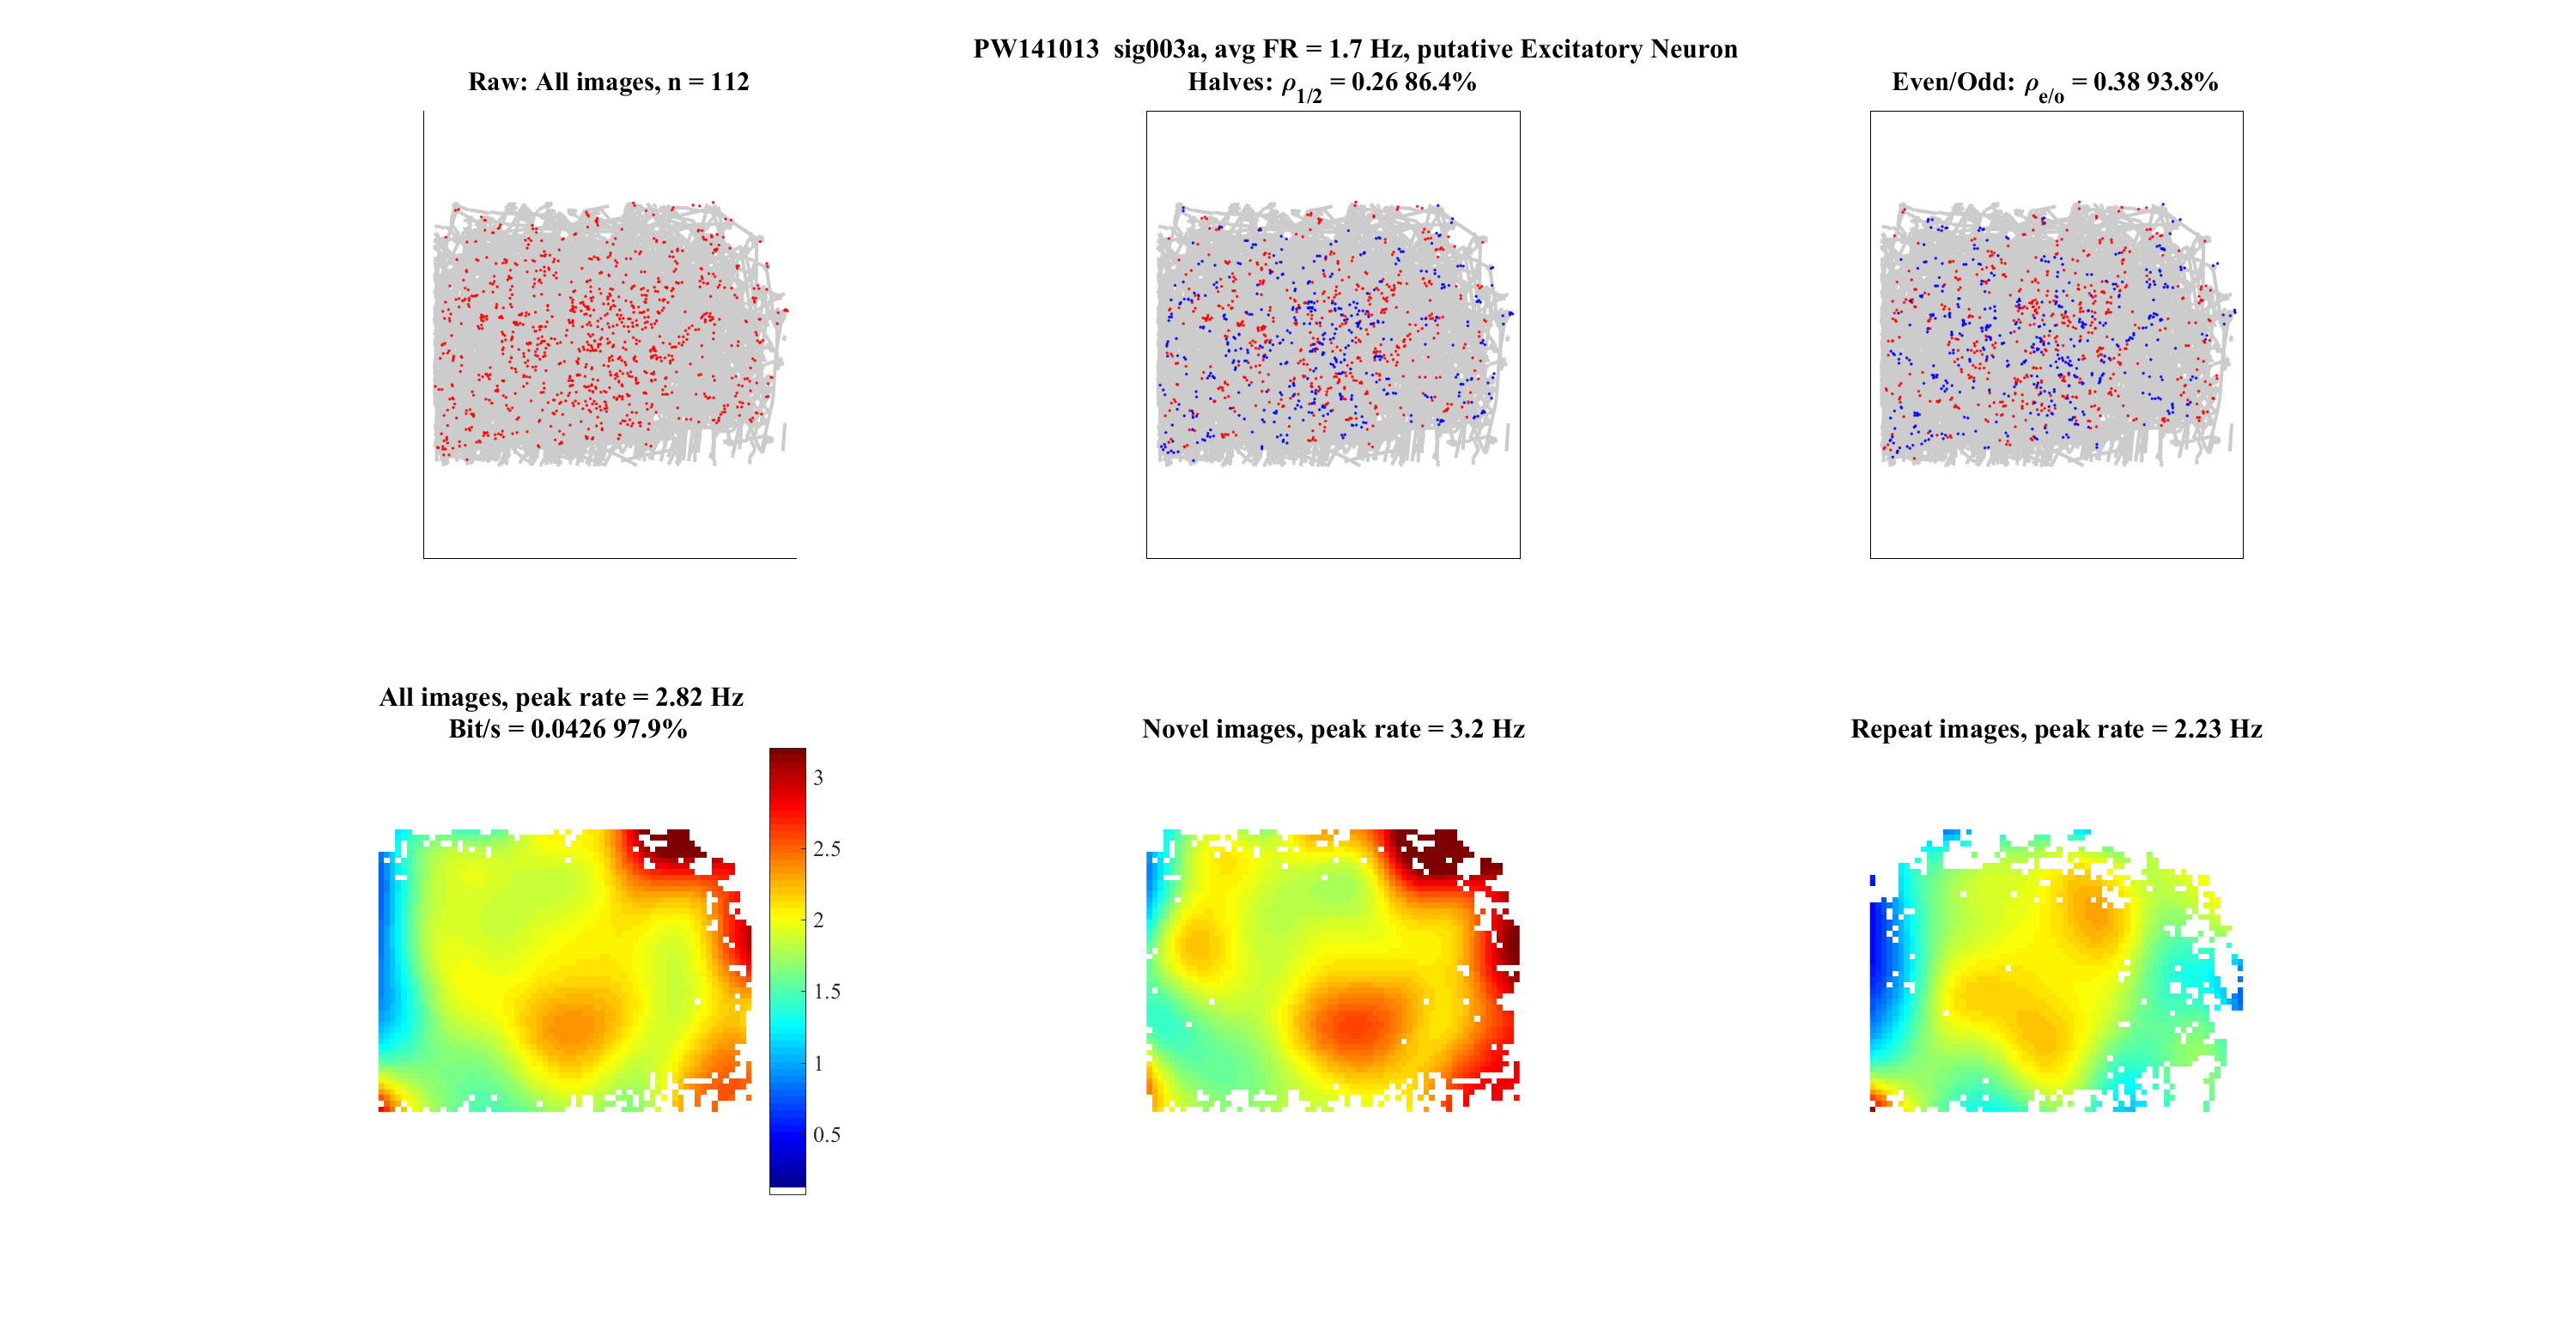 PW141013 sig003a, avg FR = 1.7 Hz, putative Excitatory Neuron
Raw: All images, n = 112
Halves: ρ1/2 = 0.26 86.4%
Even/Odd: ρe/o = 0.38 93.8%
All images, peak rate = 2.82 Hz
Bit/s = 0.0426 97.9%
3
2.5
2
1.5
1
0.5
Novel images, peak rate = 3.2 Hz
Repeat images, peak rate = 2.23 Hz